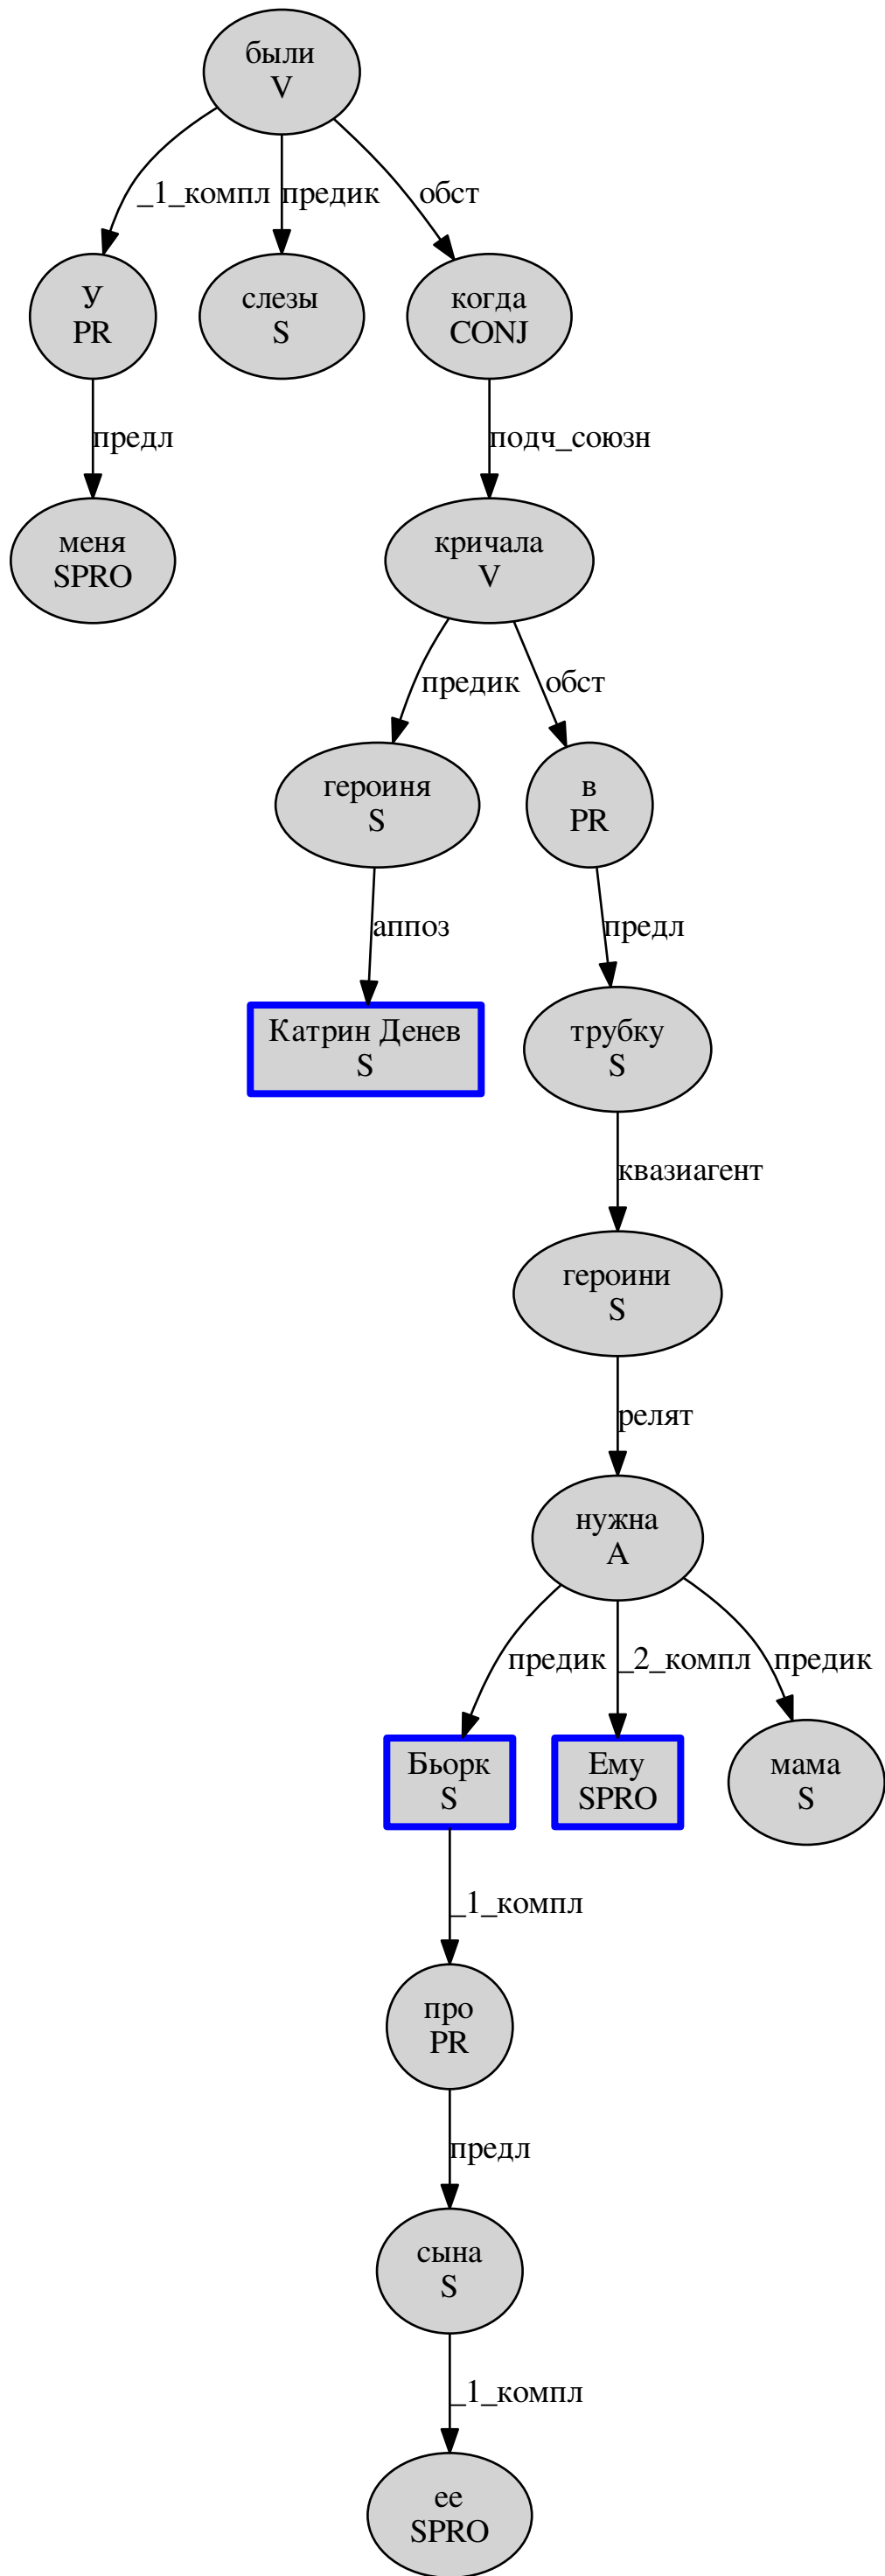 были
V
_1_компл
предик
обст
У
PR
слезы
S
когда
CONJ
предл
подч_союзн
меня
SPRO
кричала
V
предик
обст
героиня
S
в
PR
аппоз
предл
Катрин Денев
S
трубку
S
квазиагент
героини
S
релят
нужна
A
предик
_2_компл
предик
Бьорк
S
Ему
SPRO
мама
S
_1_компл
про
PR
предл
сына
S
_1_компл
ее
SPRO